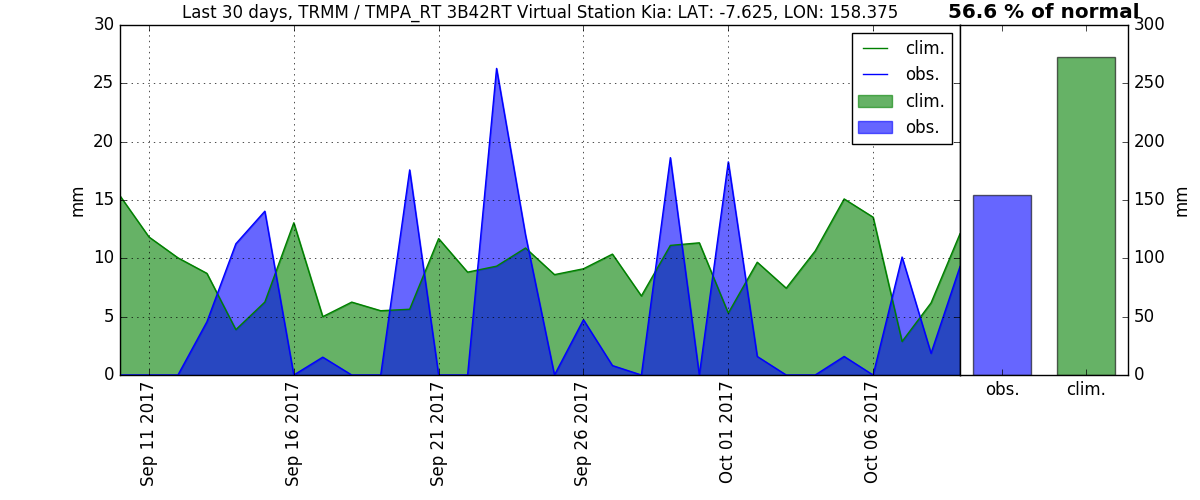 Last 30 days, TRMM / TMPA_RT 3B42RT Virtual Station Kia: LAT: -7.625, LON: 158.375
56.6 % of normal
30
25
20
15
10
5
0
mm
clim.
obs.
clim.
obs.
300
250
200
150
100
50
0
mm
Sep 11 2017
Sep 16 2017
Sep 21 2017
Sep 26 2017
Oct 01 2017
Oct 06 2017
obs.
clim.